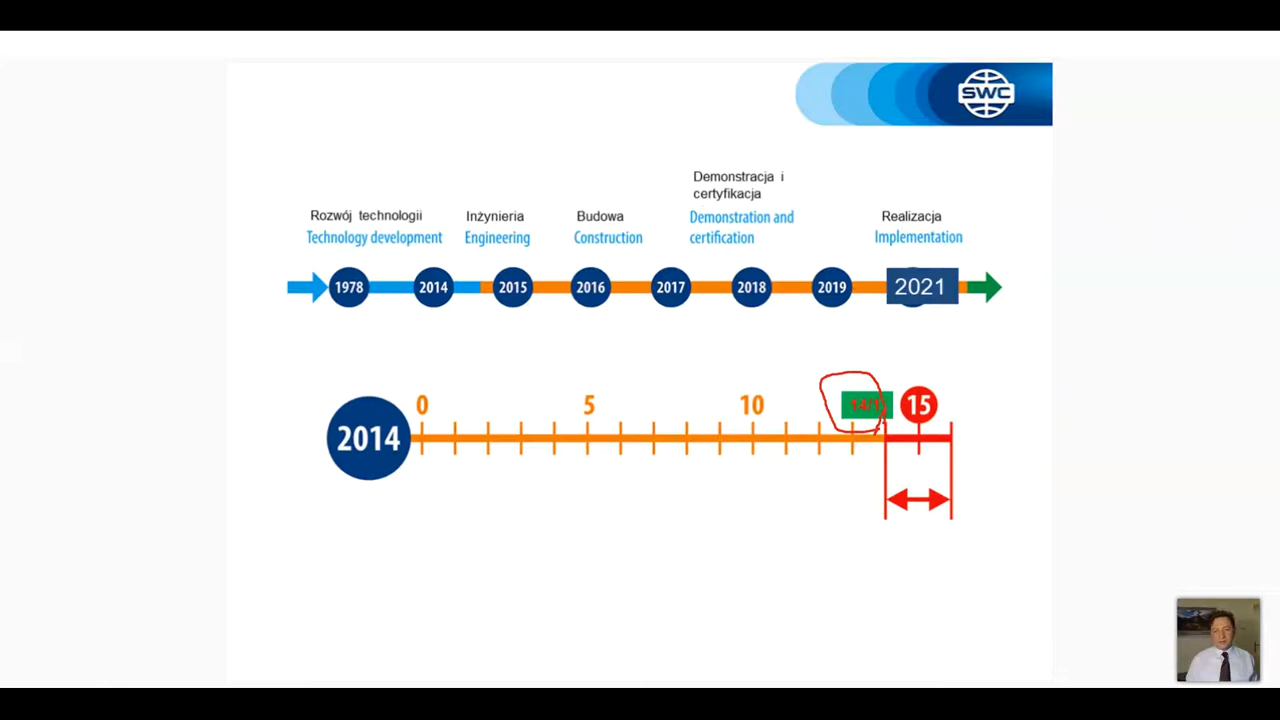 SWC
Demonstracja i
certyfikacja
Rozwój technologii
Inżynieria
Budowa
Demonstration and
certification
Realizacja
Technology development
Engineering
Construction
Implementation
1978
2014
2015
2016
2017
2018
2019
2021
0
5
10
15
2014